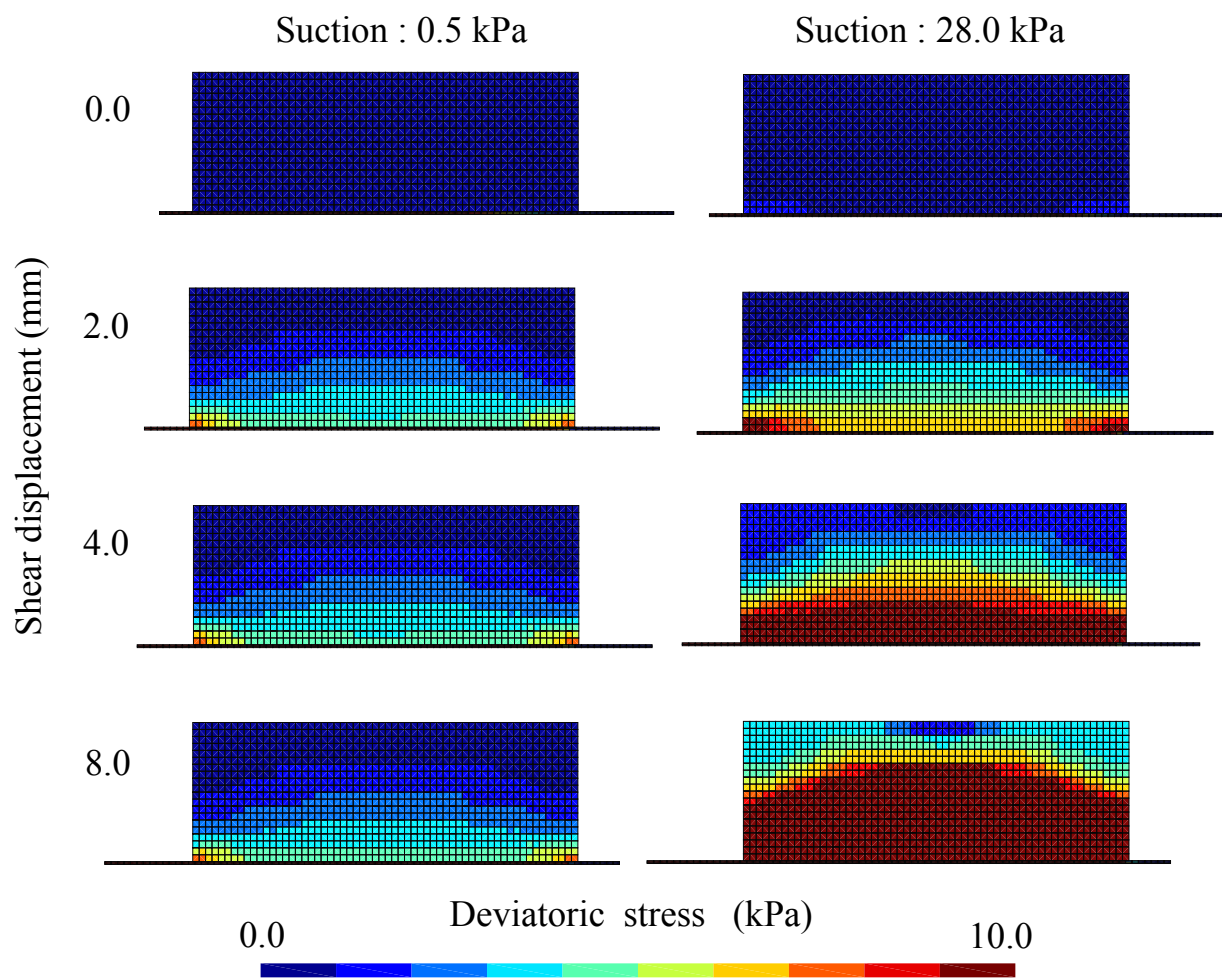 Suction : 0.5 kPa
Suction : 28.0 kPa
0.0
2.0
4.0
8.0
Shear displacement (mm)
Deviatoric stress (kPa)
0.0
10.0